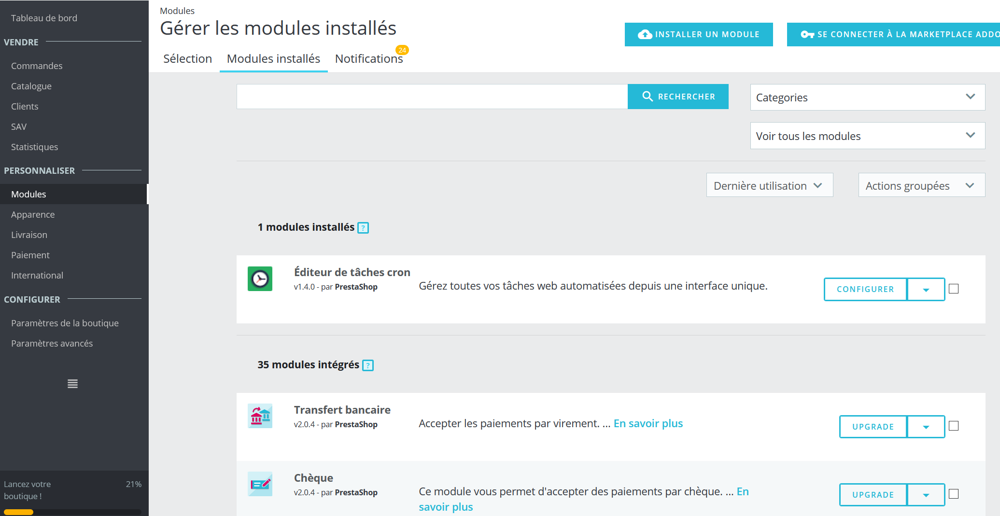 Tableau de bord
VENDRE
Commandes
Catalogue
Clients
SAV
Statistiques
PERSONNALISER
Modules
Apparence
Livraison
Paiement
International
CONFIGURER
Paramètres de la boutique
Paramètres avancés
Lancez votre boutique !
21%
Modules
Gérer les modules installés
INSTALLER UN MODULE
SE CONNECTER À LA MARKETPLACE ADDO
Sélection
Modules installés
Notifications
24
RECHERCHER
Categories
Voir tous les modules
Dernière utilisation
Actions groupées
1 modules installés ?
Éditeur de tâches cron
v1.4.0 - par PrestaShop
Gérez toutes vos tâches web automatisées depuis une interface unique.
CONFIGURER
35 modules intégrés ?
Transfert bancaire
v2.0.4 - par PrestaShop
Accepter les paiements par virement. ... En savoir plus
UPGRADE
Chèque
v2.0.4 - par PrestaShop
Ce module vous permet d'accepter des paiements par chèque. ... En
savoir plus
UPGRADE